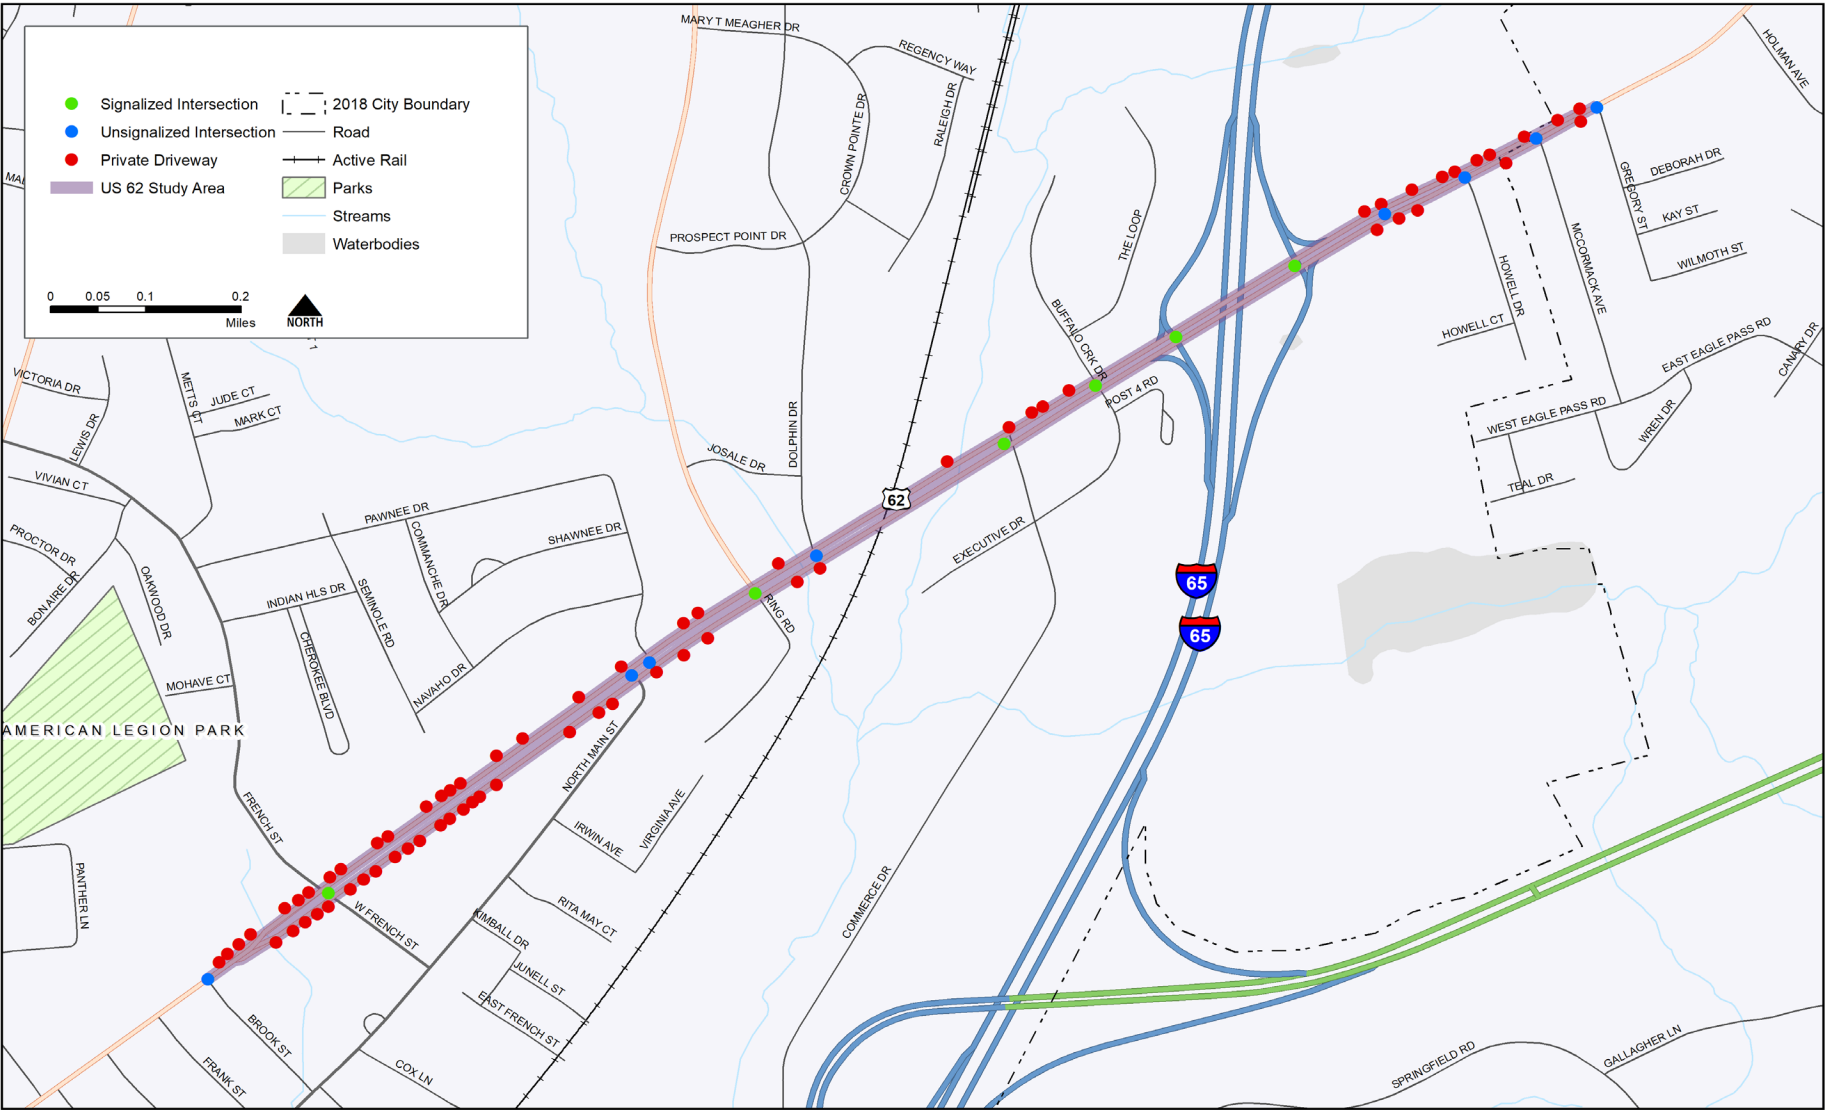 Signalized Intersection
Unsignalized Intersection
Private Driveway
US 62 Study Area
2018 City Boundary
Road
Active Rail
Parks
Streams
Waterbodies
0 0.05 0.1 0.2
Miles
NORTH
MARY T MEAGHER DR
REGENCY WAY
RALEIGH DR
CROWN POINTE DR
PROSPECT POINT DR
THE LOOP
BUFFALO CRK DR
POST 4 RD
HOLMAN AVE
DEBORAH DR
GREGORY ST
KAY ST
WILMOTH ST
MCCORMACK AVE
HOWELL DR
HOWELL CT
EAST EAGLE PASS RD
CANARY DR
WEST EAGLE PASS RD
WREN DR
TEAL DR
VICTORIA DR
LEWIS DR
METTS CT
JUDE CT
MARK CT
VIVIAN CT
PROCTOR DR
BON AIRE DR
OAKWOOD DR
PAWNEE DR
COMMANCHE DR
SHAWNEE DR
INDIAN HLS DR
SEMINOLE RD
CHEROKEE BLVD
NAVAHO DR
MOHAVE CT
AMERICAN LEGION PARK
JOSALE DR
DOLPHIN DR
62
EXECUTIVE DR
RING RD
65
65
NORTH MAIN ST
FRENCH ST
PANTHER LN
W FRENCH ST
IRWIN AVE
VIRGINIA AVE
RITA MAY CT
KIMBALL DR
JUNELL ST
EAST FRENCH ST
COMMERCE DR
BROOK ST
FRANK ST
COX LN
SPRINGFIELD RD
GALLAGHER LN